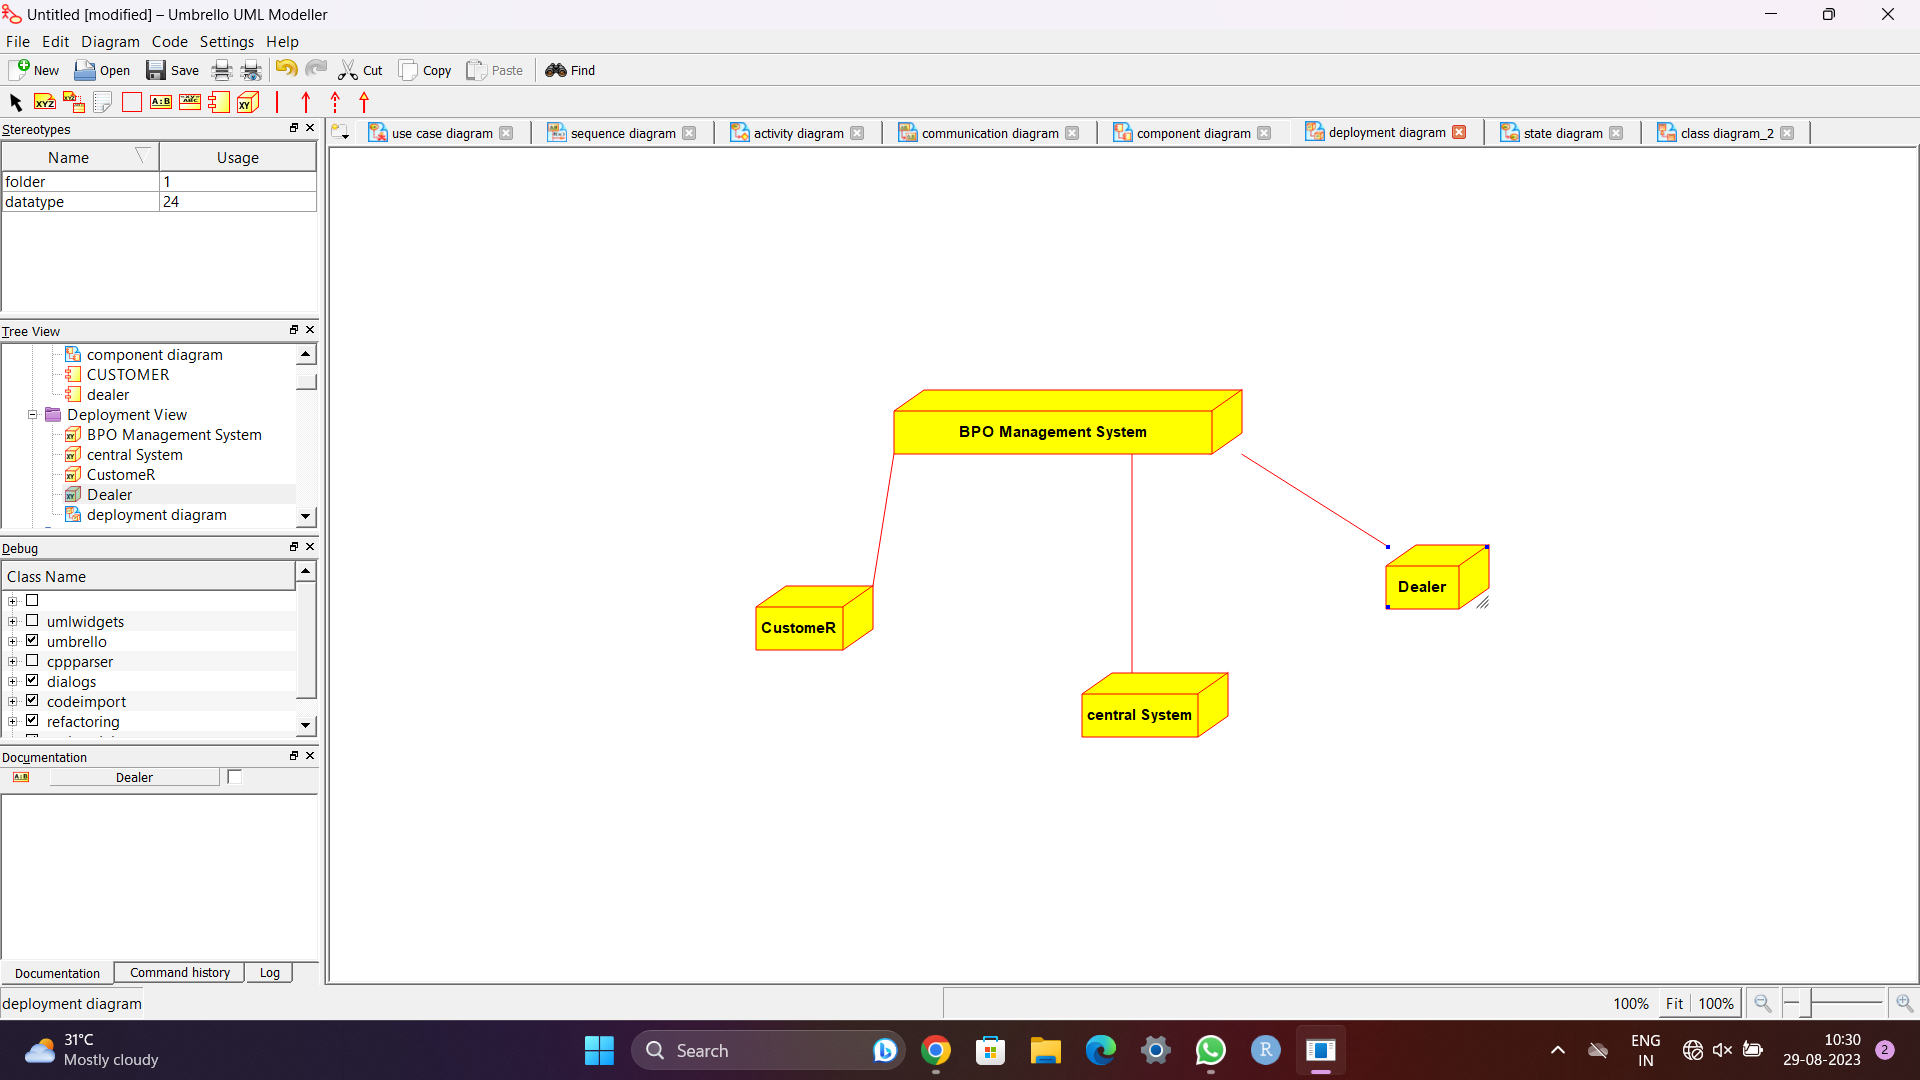 Untitled [modified] – Umbrello UML Modeller
File Edit Diagram Code Settings Help
New Open Save Cut Copy Paste Find
XYZ A:B ABC XY
Stereotypes
Name Usage
folder 1
datatype 24
Tree View
component diagram
CUSTOMER
dealer
Deployment View
BPO Management System
central System
CustomeR
Dealer
deployment diagram
Debug
Class Name
umlwidgets
umbrello
cppparser
dialogs
codeimport
refactoring
Documentation
A:B Dealer
Documentation Command history Log
deployment diagram
use case diagram sequence diagram activity diagram communication diagram component diagram deployment diagram state diagram class diagram_2
BPO Management System
Dealer
CustomeR
central System
100% Fit 100%
31°C
Mostly cloudy
Search
R
ENG
IN
10:30
29-08-2023
2